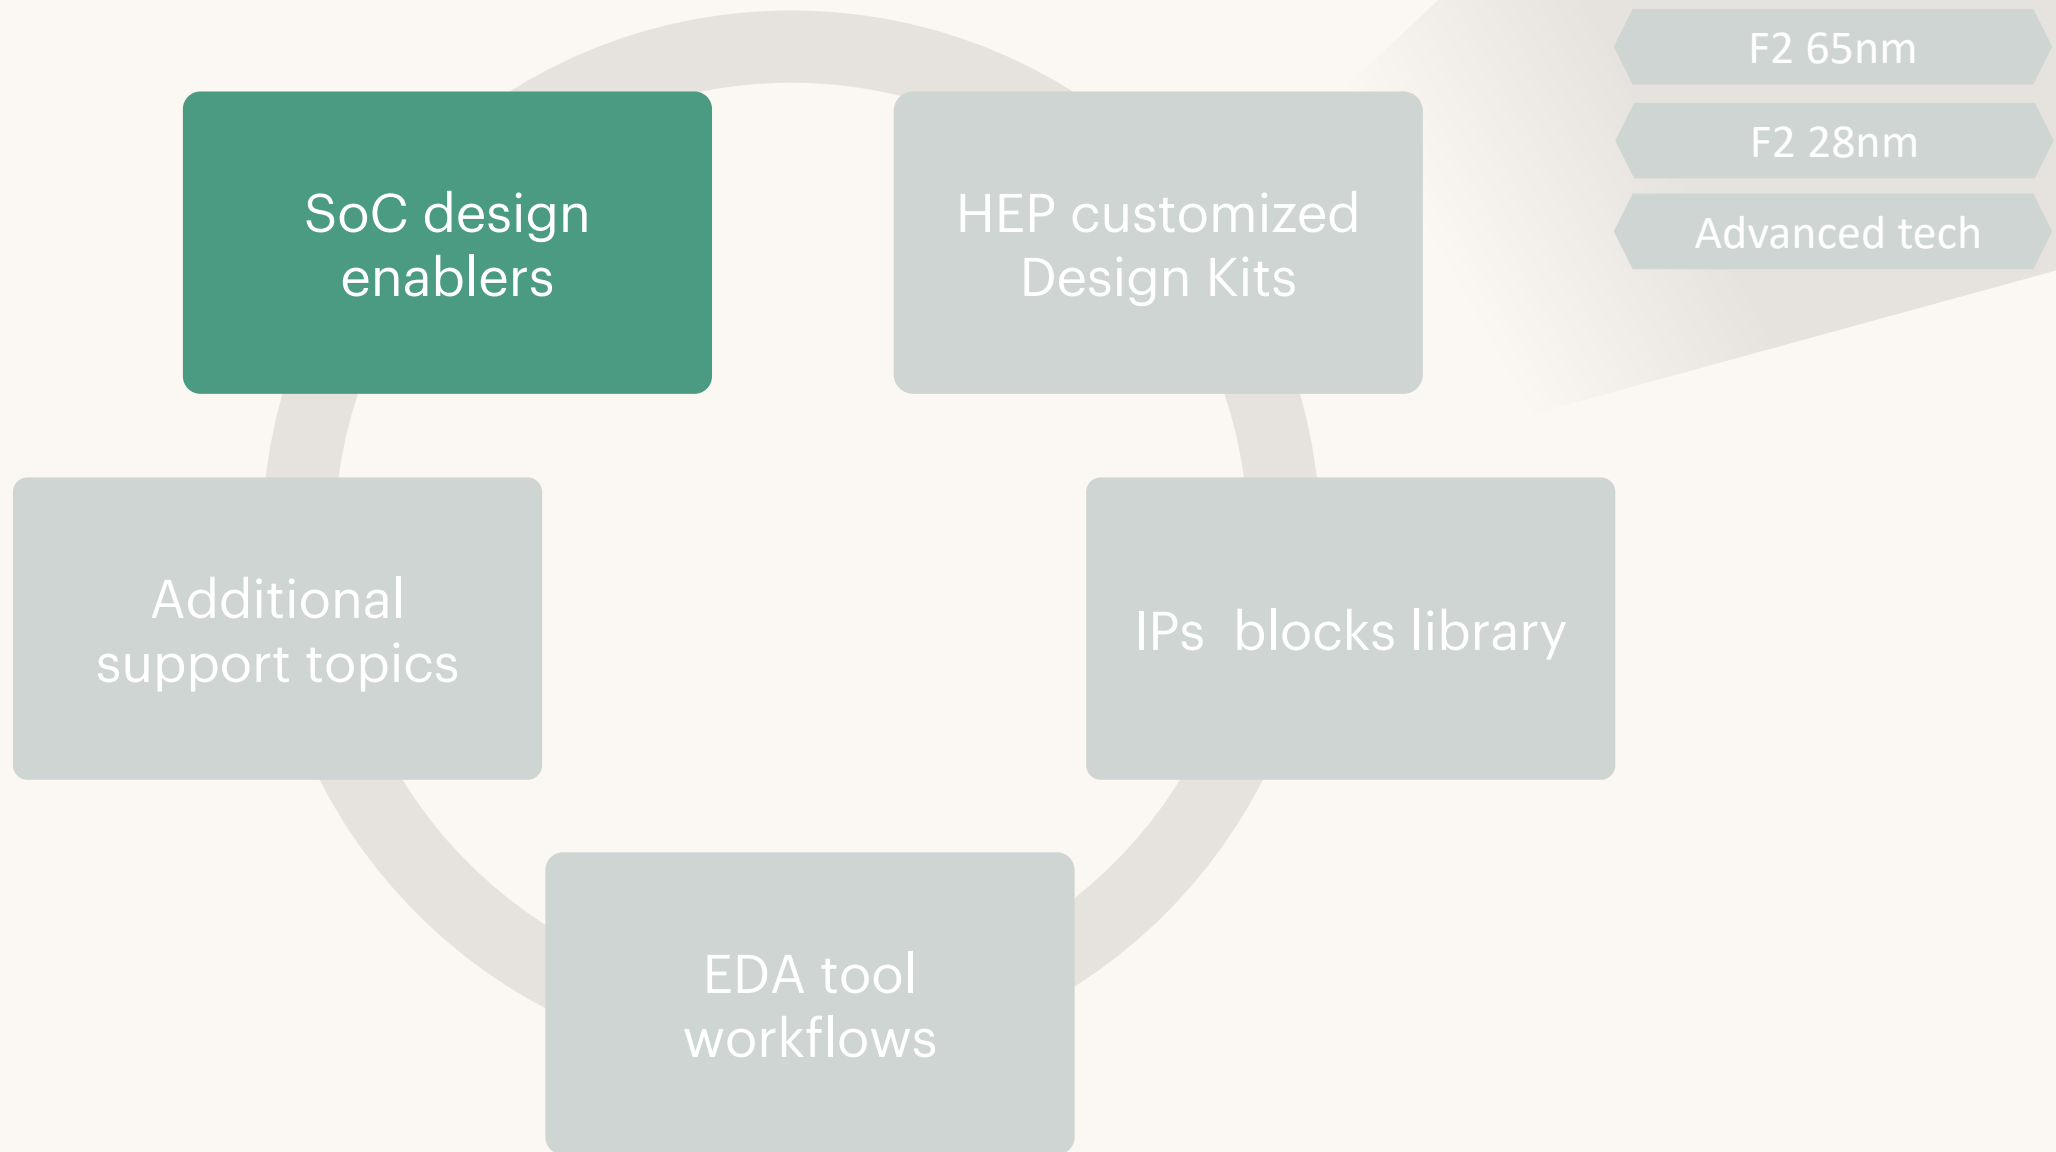 SoC design
enablers
HEP customized
Design Kits
F2 65nm
F2 28nm
Advanced tech
Additional
support topics
IPs  blocks library
EDA tool
workflows